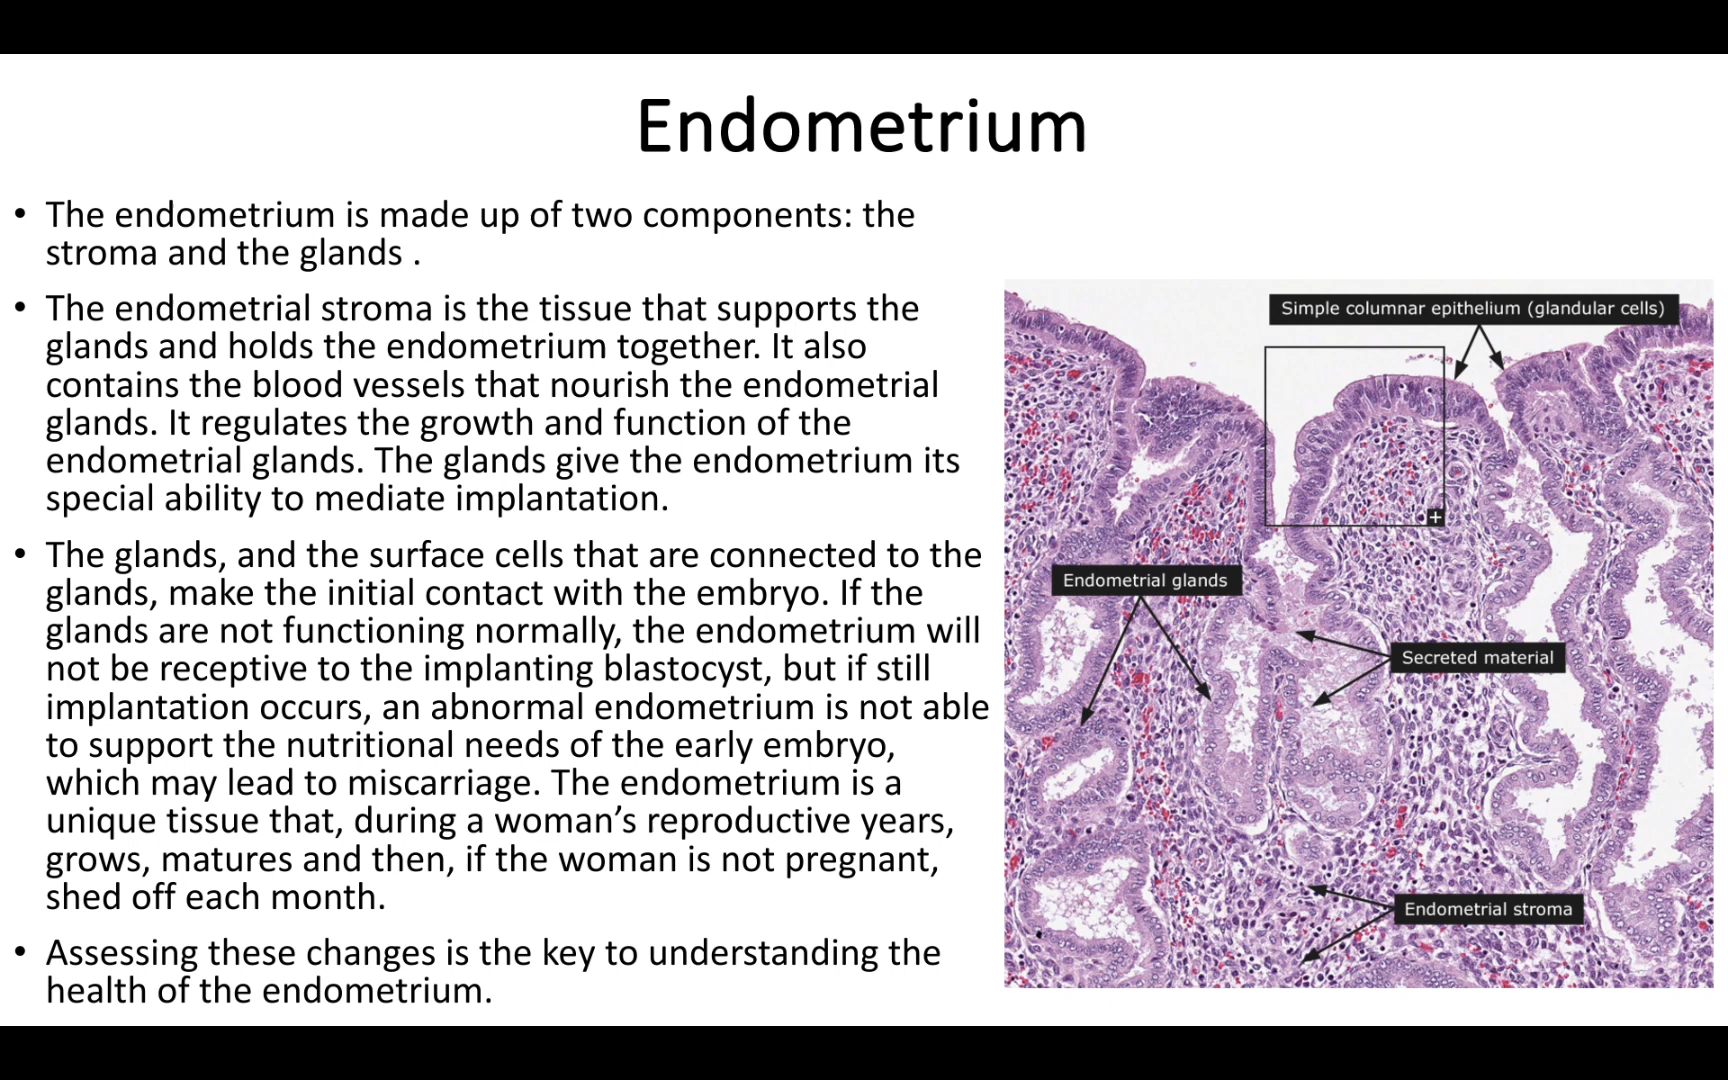 Endometrium
• The endometrium is made up of two components: the
stroma and the glands .
• The endometrial stroma is the tissue that supports the
glands and holds the endometrium together. It also
contains the blood vessels that nourish the endometrial
glands. It regulates the growth and function of the
endometrial glands. The glands give the endometrium its
special ability to mediate implantation.
• The glands, and the surface cells that are connected to the
glands, make the initial contact with the embryo. If the
glands are not functioning normally, the endometrium will
not be receptive to the implanting blastocyst, but if still
implantation occurs, an abnormal endometrium is not able
to support the nutritional needs of the early embryo,
which may lead to miscarriage. The endometrium is a
unique tissue that, during a woman’s reproductive years,
grows, matures and then, if the woman is not pregnant,
shed off each month.
• Assessing these changes is the key to understanding the
health of the endometrium.
Simple columnar epithelium (glandular cells)
+
Endometrial glands
Secreted material
Endometrial stroma